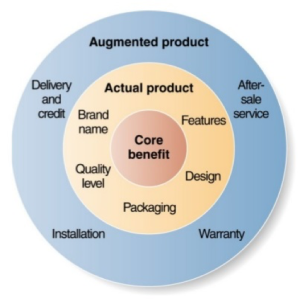 Augmented product
Delivery
and
credit
After-
sale
service
Actual product
Brand
name
Features
Core
benefit
Quality
level
Design
Packaging
Installation
Warranty